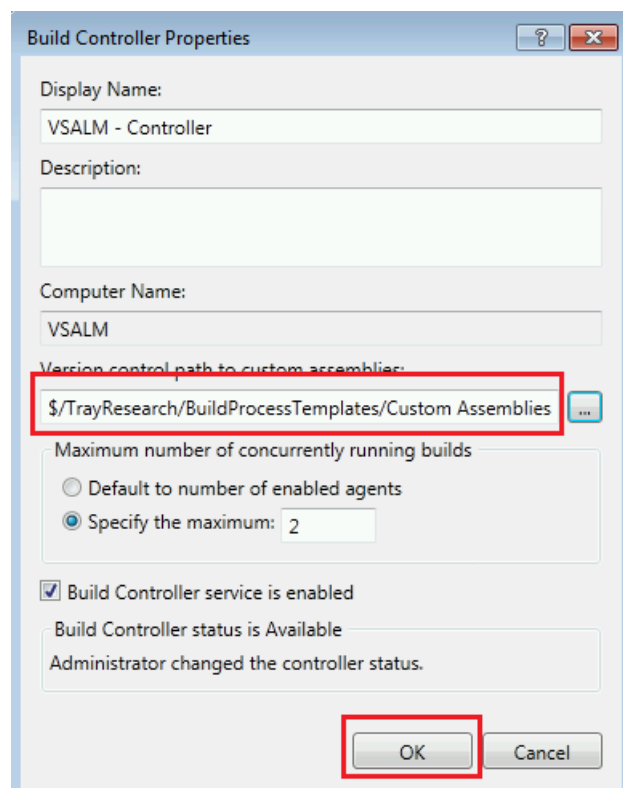 Build Controller Properties
Display Name:
VSALM - Controller
Description:
Computer Name:
VSALM
Version control path to custom assemblies:
$/TrayResearch/BuildProcessTemplates/Custom Assemblies
...
Maximum number of concurrently running builds
Default to number of enabled agents
Specify the maximum: 2
Build Controller service is enabled
Build Controller status is Available
Administrator changed the controller status.
OK Cancel